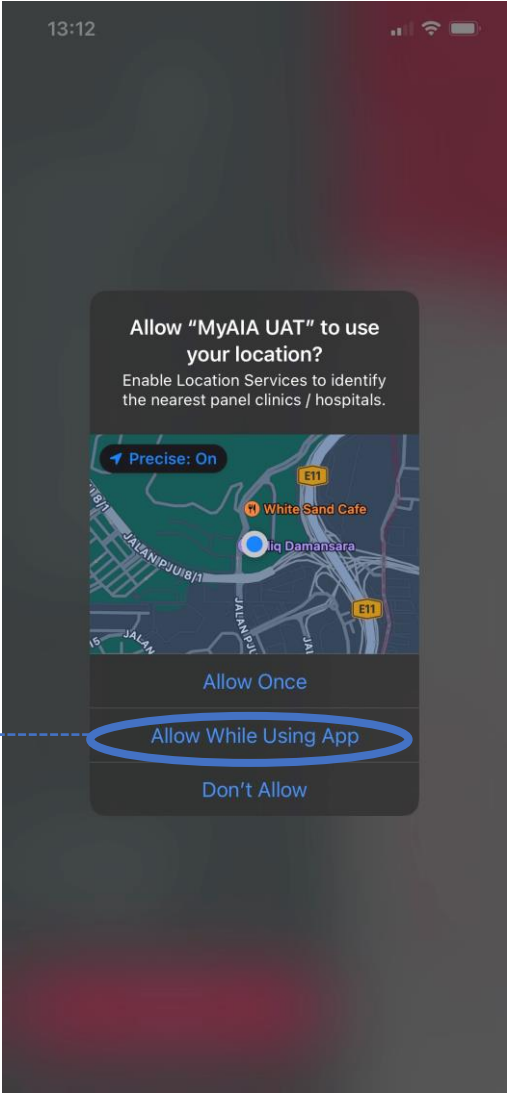 13:12
Allow “MyAIA UAT” to use
your location?
Enable Location Services to identify
the nearest panel clinics / hospitals.
Precise: On
E11
White Sand Cafe
Damansara
JALAN PJU 8/1
E11
JALAN
Allow Once
Allow While Using App
Don’t Allow